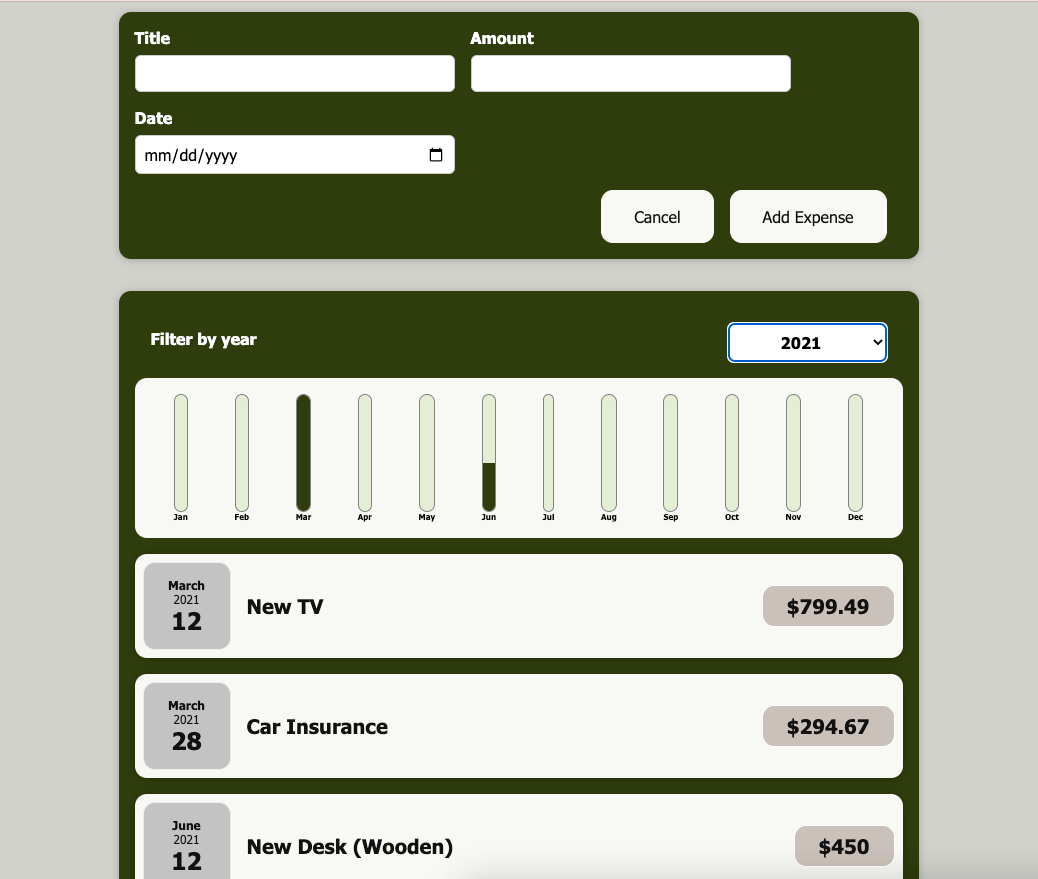 Title Amount
Date
mm/dd/yyyy
Cancel Add Expense
Filter by year 2021
Jan Feb Mar Apr May Jun Jul Aug Sep Oct Nov Dec
March
2021
12
New TV
$799.49
March
2021
28
Car Insurance
$294.67
June
2021
12
New Desk (Wooden)
$450